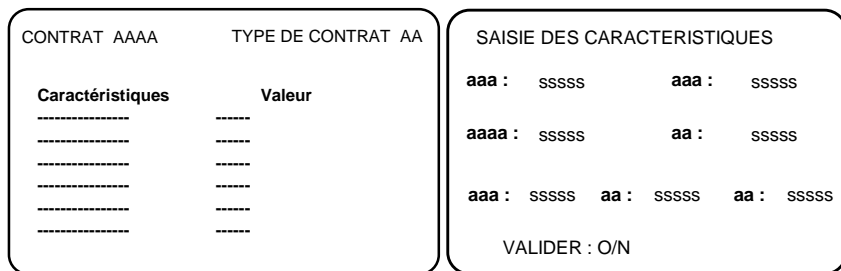 CONTRAT AAAA TYPE DE CONTRAT AA
Caractéristiques Valeur
---------------- ------
---------------- ------
---------------- ------
---------------- ------
---------------- ------
---------------- ------
SAISIE DES CARACTERISTIQUES
aaa : sssss aaa : sssss
aaaa : sssss aa : sssss
aaa : sssss aa : sssss aa : sssss
VALIDER : O/N